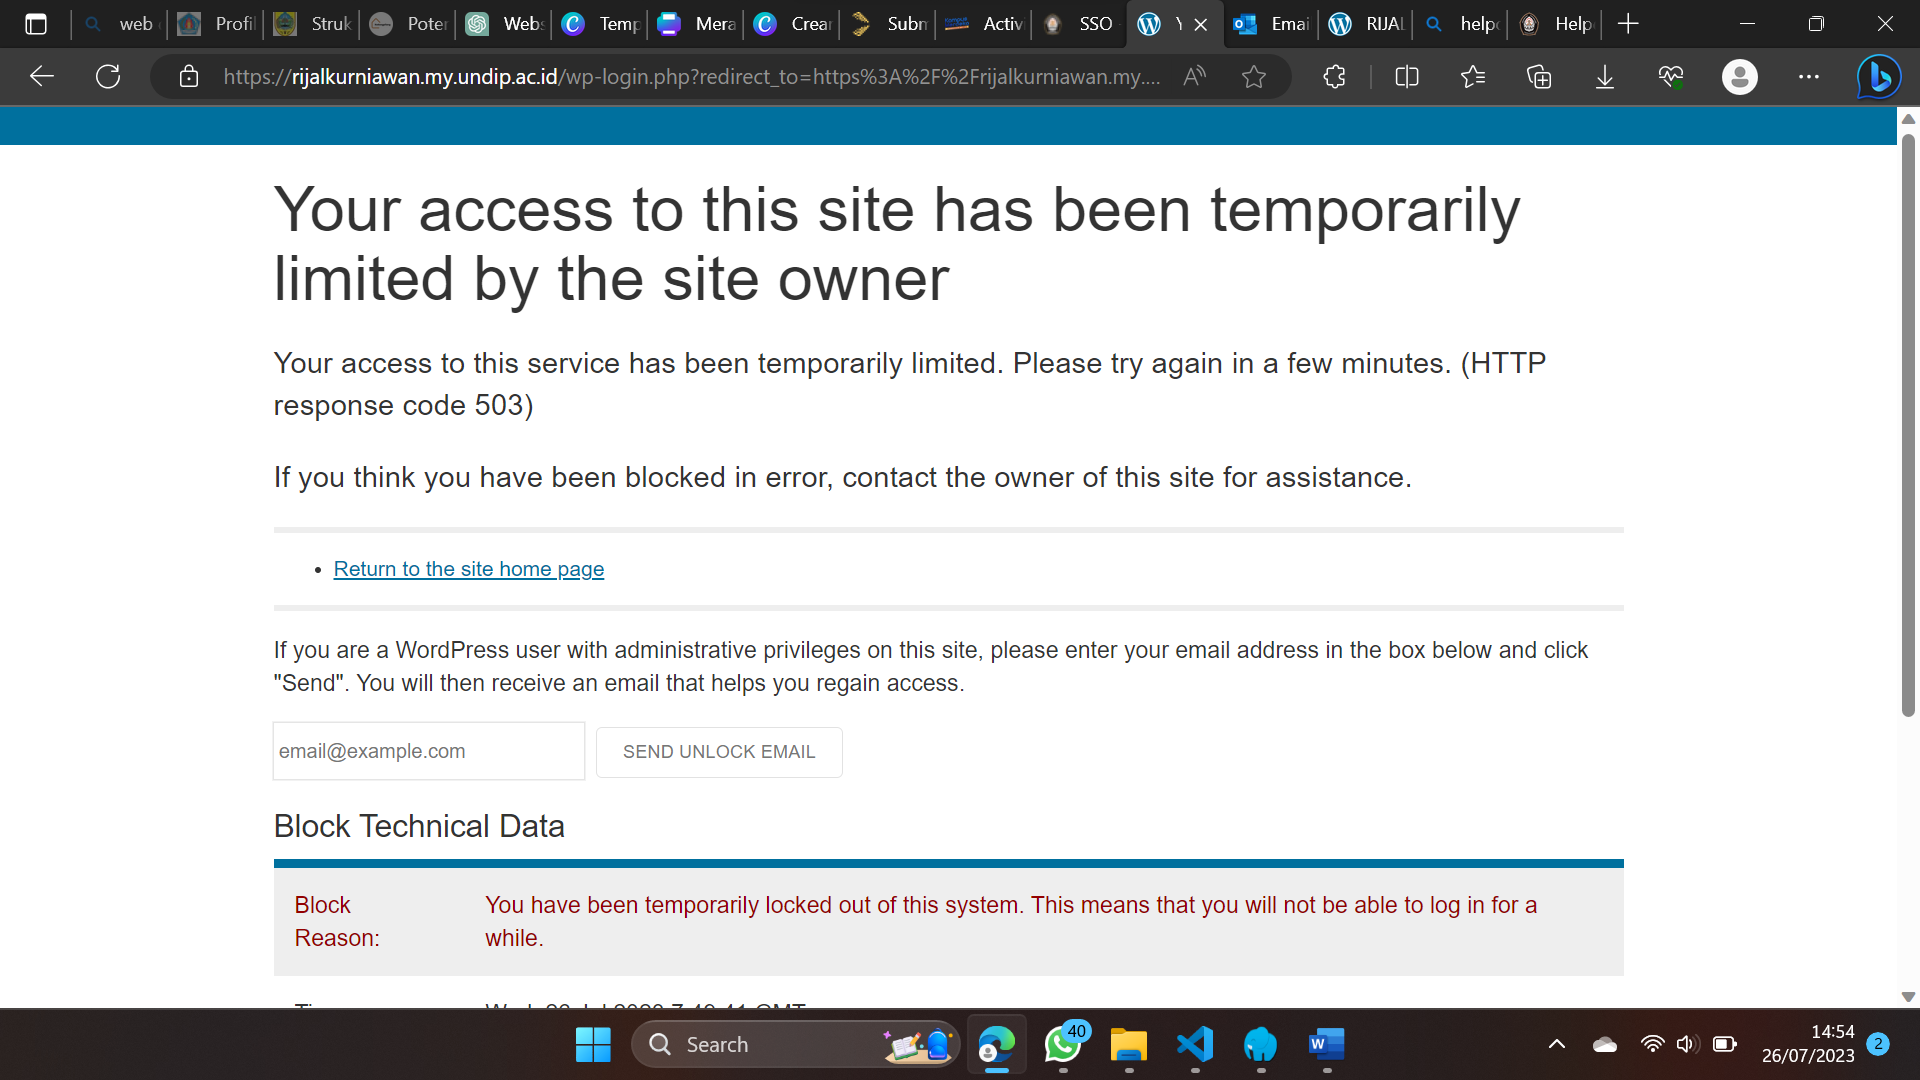 web
Profil
Struk
Poter
Webs
Temp
Mera
Crear
Subm
Activi
SSO
Y
Emai
RIJAL
help
Help
https://rijalkurniawan.my.undip.ac.id/wp-login.php?redirect_to=https%3A%2F%2Frijalkurniawan.my....
Your access to this site has been temporarily
limited by the site owner
Your access to this service has been temporarily limited. Please try again in a few minutes. (HTTP
response code 503)
If you think you have been blocked in error, contact the owner of this site for assistance.
• Return to the site home page
If you are a WordPress user with administrative privileges on this site, please enter your email address in the box below and click
"Send". You will then receive an email that helps you regain access.
email@example.com
SEND UNLOCK EMAIL
Block Technical Data
Block You have been temporarily locked out of this system. This means that you will not be able to log in for a
Reason: while.
Search
40
14:54
26/07/2023
2